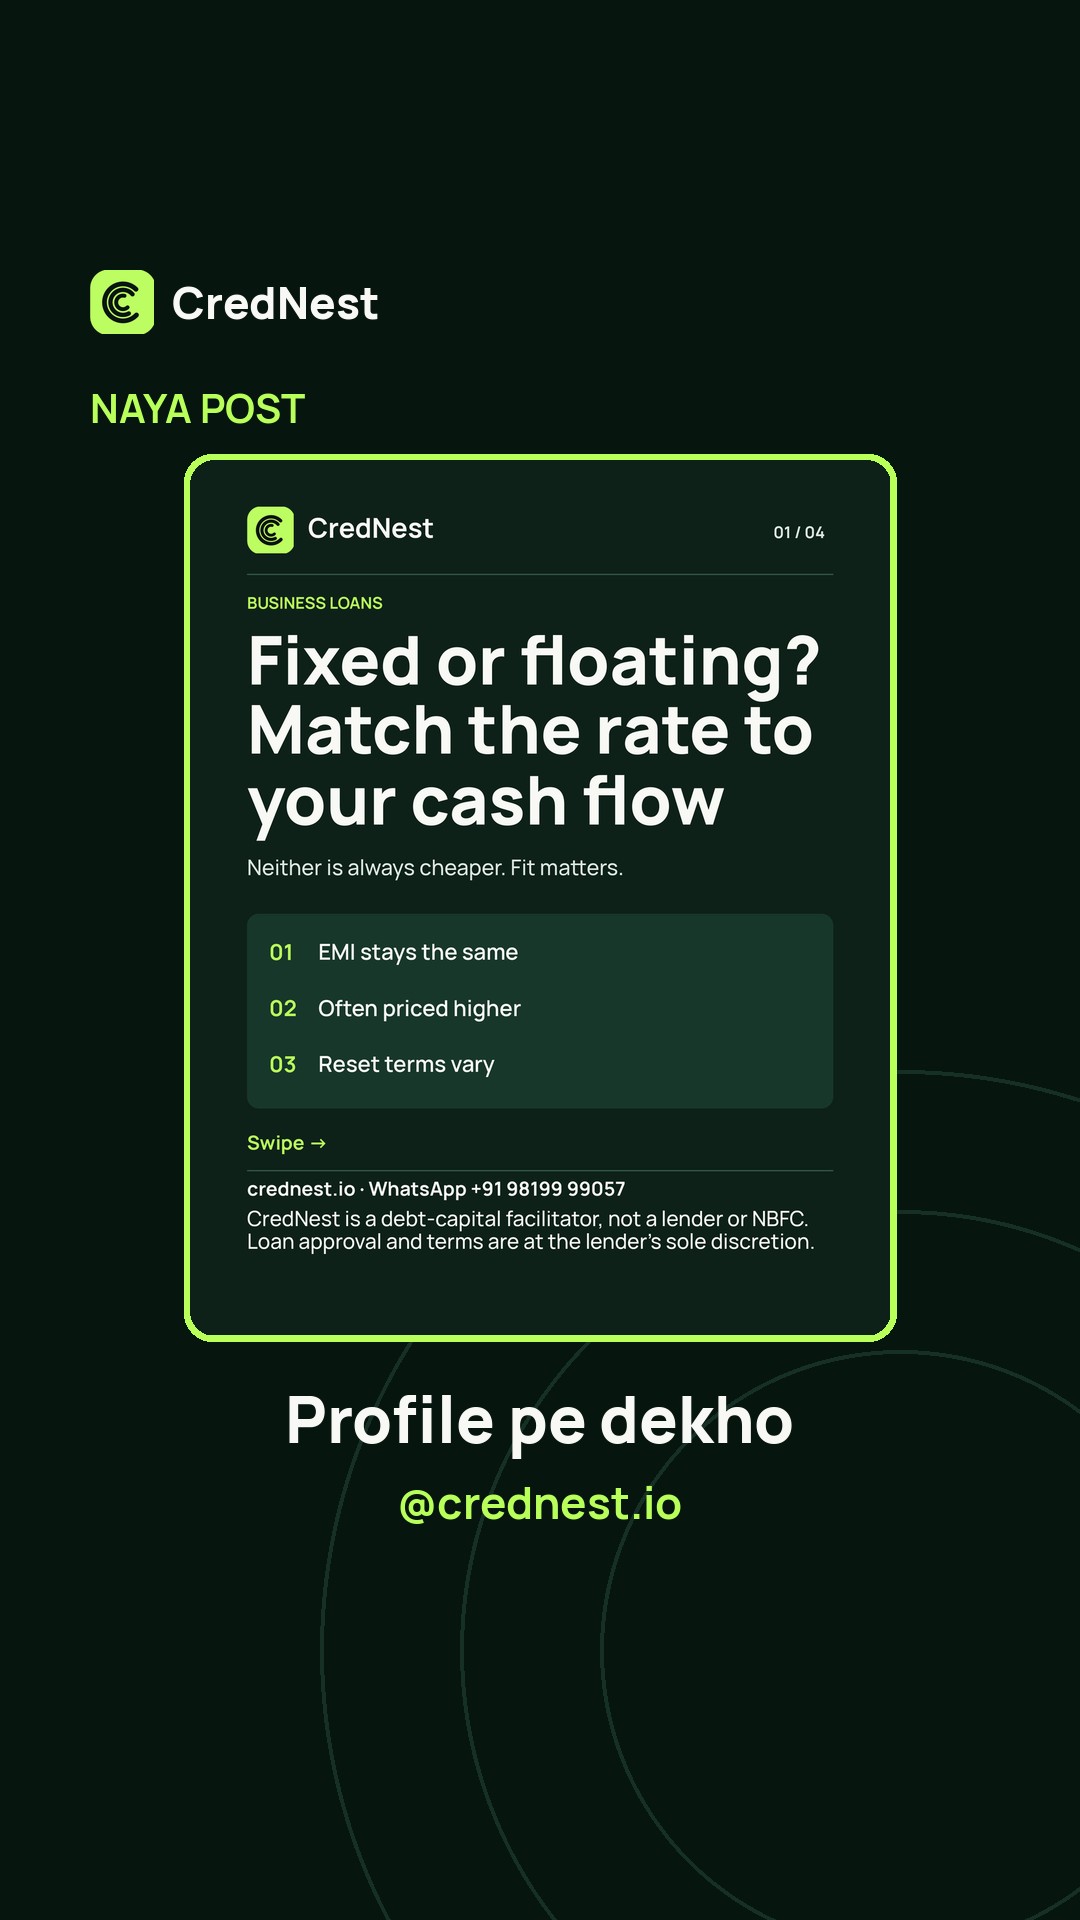 CredNest
NAYA POST
CredNest
01 / 04
BUSINESS LOANS
Fixed or floating?
Match the rate to
your cash flow
Neither is always cheaper. Fit matters.
01 EMI stays the same
02 Often priced higher
03 Reset terms vary
Swipe →
crednest.io · WhatsApp +91 98199 99057
CredNest is a debt-capital facilitator, not a lender or NBFC.
Loan approval and terms are at the lender’s sole discretion.
Profile pe dekho
@crednest.io